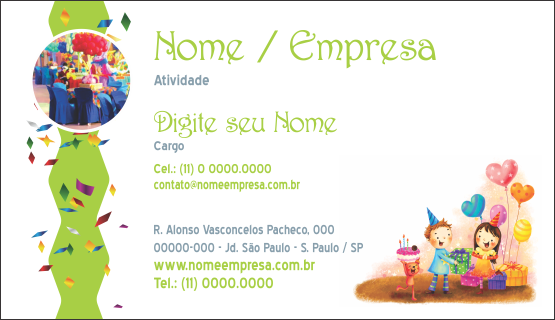 Nome / Empresa
Atividade
Digite seu Nome
Cargo
Cel.: (11) 0 0000.0000
contato@nomeempresa.com.br
R. Alonso Vasconcelos Pacheco, 000
00000-000 - Jd. São Paulo - S. Paulo / SP
www.nomeempresa.com.br
Tel.: (11) 0000.0000